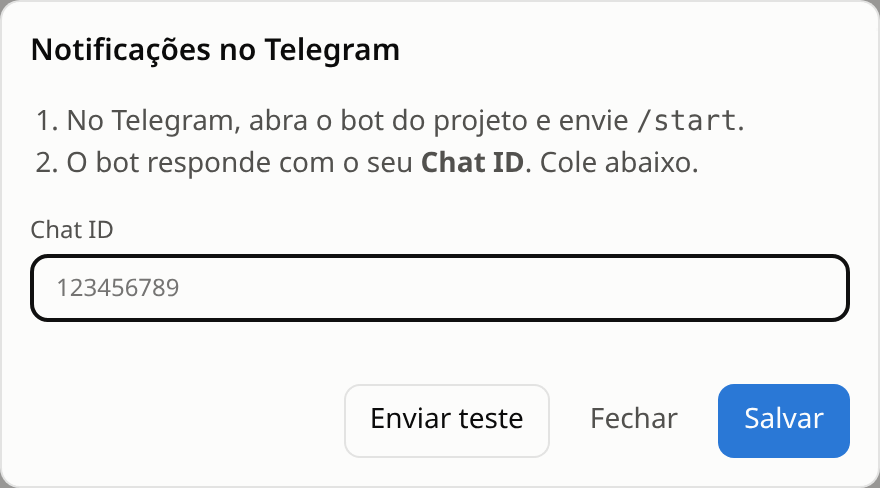 Notificações no Telegram
1. No Telegram, abra o bot do projeto e envie /start.
2. O bot responde com o seu Chat ID. Cole abaixo.
Chat ID
123456789
Enviar teste Fechar Salvar